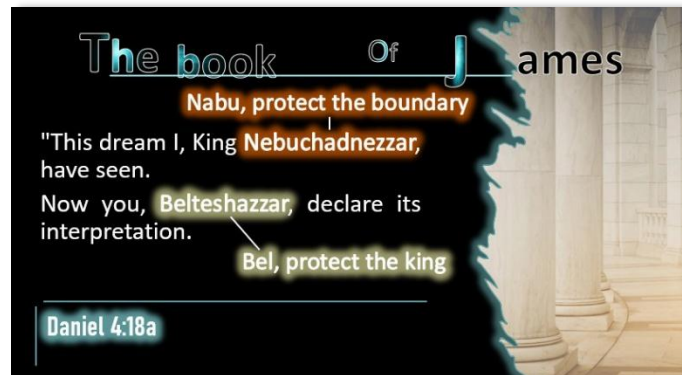 The book Of James
Nabu, protect the boundary
"This dream I, King Nebuchadnezzar,
have seen.
Now you, Belteshazzar, declare its
interpretation.
Bel, protect the king
Daniel 4:18a